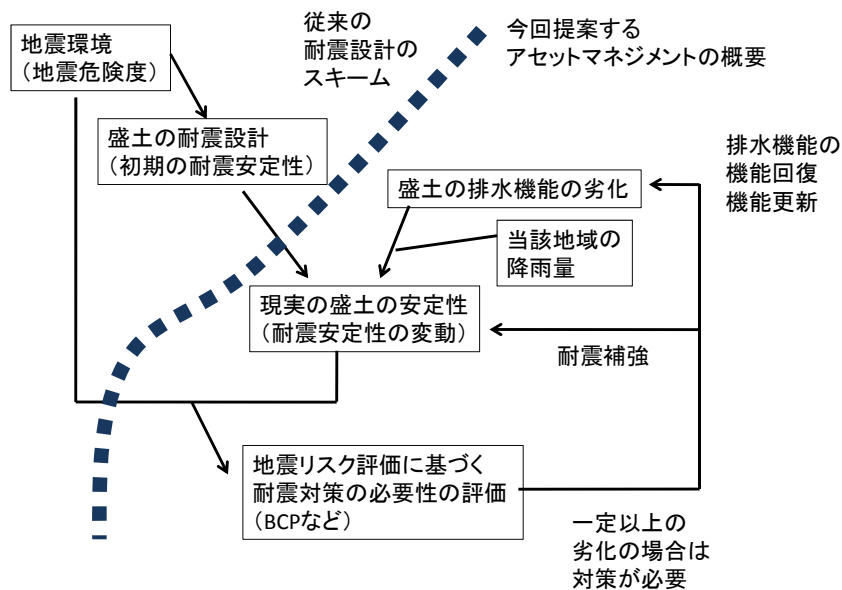 地震環境
（地震危険度）
従来の
耐震設計の
スキーム
今回提案する
アセットマネジメントの概要
盛土の耐震設計
（初期の耐震安定性）
排水機能の
機能回復
機能更新
盛土の排水機能の劣化
当該地域の
降雨量
現実の盛土の安定性
（耐震安定性の変動）
耐震補強
地震リスク評価に基づく
耐震対策の必要性の評価
（BCPなど）
一定以上の
劣化の場合は
対策が必要